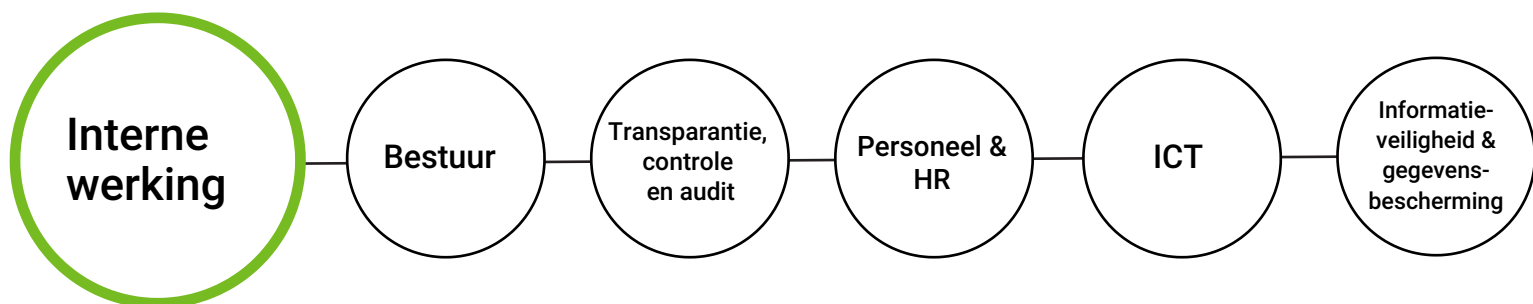 Interne
werking
Bestuur
Transparantie,
controle
en audit
Personeel &
HR
ICT
Informatie-
veiligheid &
gegevens-
bescherming